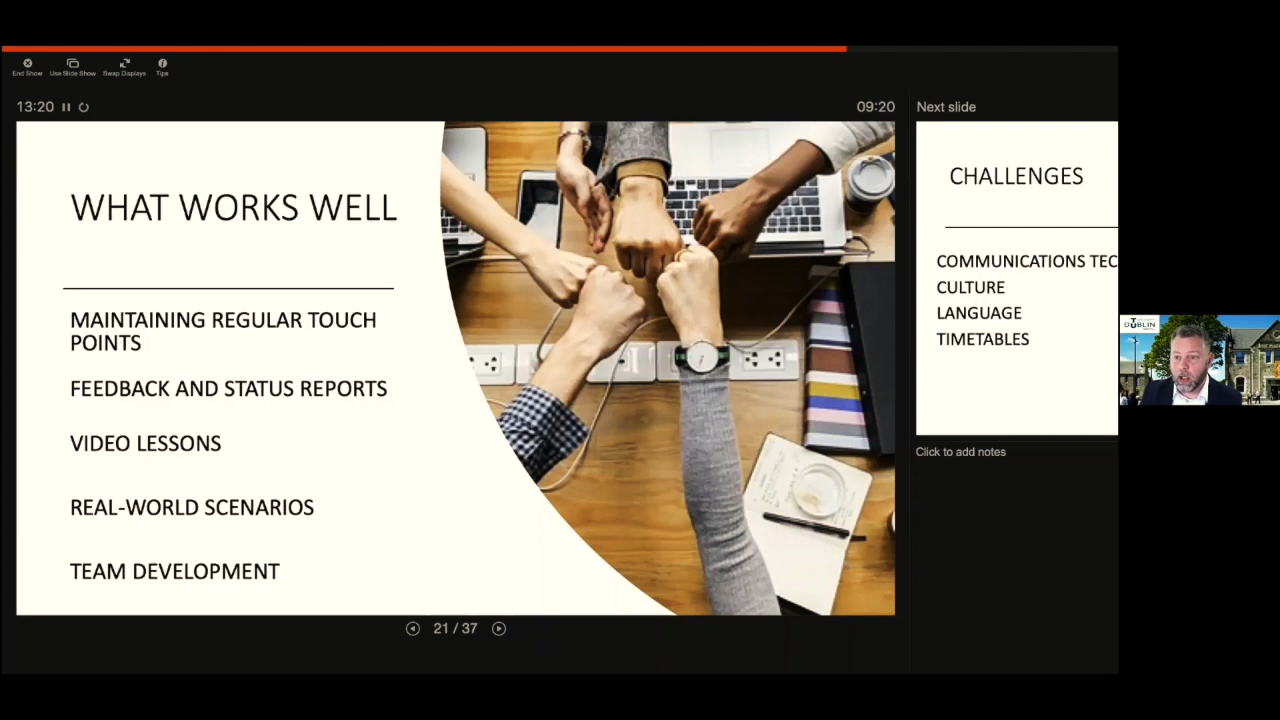 End Show
Use Slide Show
Swap Displays
Tips
13:20
09:20
Next slide
WHAT WORKS WELL
MAINTAINING REGULAR TOUCH
POINTS
FEEDBACK AND STATUS REPORTS
VIDEO LESSONS
REAL-WORLD SCENARIOS
TEAM DEVELOPMENT
21 / 37
CHALLENGES
COMMUNICATIONS TEC
CULTURE
LANGUAGE
TIMETABLES
Click to add notes
DUBLIN